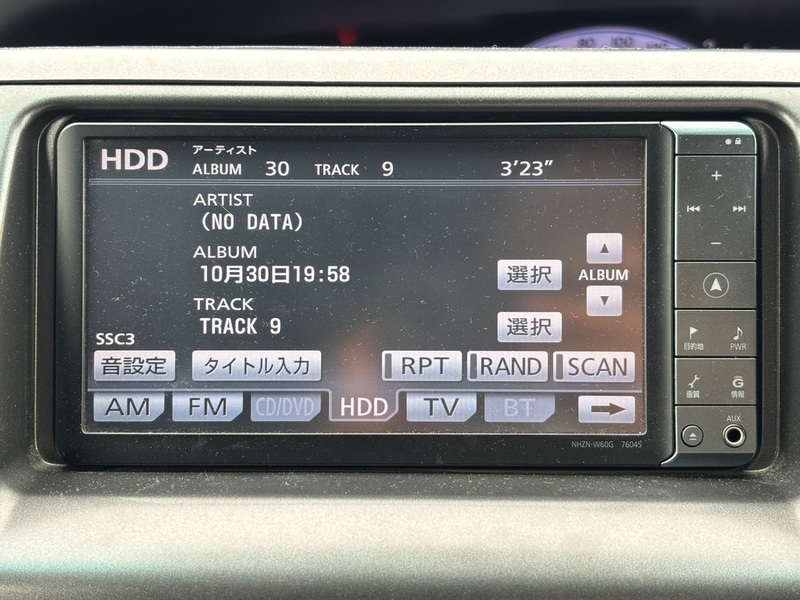 80 100
HDD
アーティスト
ALBUM 30 TRACK 9 3'23"
ARTIST
(NO DATA)
ALBUM
10月30日19:58 選択 ALBUM
TRACK
TRACK 9 選択
SSC3
音設定 タイトル入力 RPT RAND SCAN
AM FM CD/DVD HDD TV BT
NHZN-W60G 76045
目的地 PWR
画質 G 情報
AUX